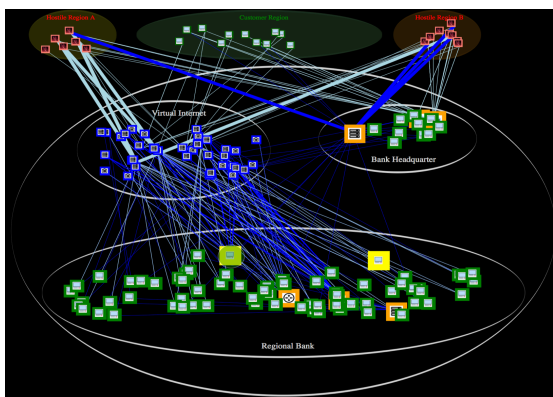 Hostile Region A
Customer Region
Hostile Region B
Virtual Internet
Bank Headquarter
Regional Bank